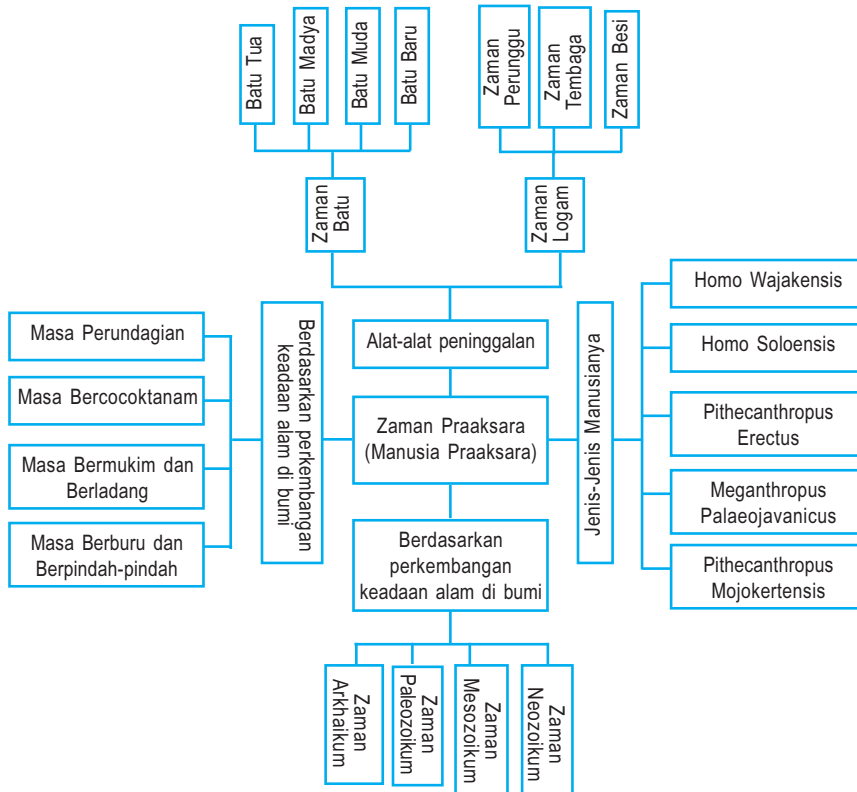 Batu Tua
Batu Madya
Batu Muda
Batu Baru
Zaman
Perunggu
Zaman
Tembaga
Zaman Besi
Zaman
Batu
Zaman
Logam
Masa Perundagian
Masa Bercocoktanam
Masa Bermukim dan
Berladang
Masa Berburu dan
Berpindah-pindah
Berdasarkan perkembangan
keadaan alam di bumi
Alat-alat peninggalan
Zaman Praaksara
(Manusia Praaksara)
Berdasarkan
perkembangan
keadaan alam di bumi
Jenis-Jenis Manusianya
Homo Wajakensis
Homo Soloensis
Pithecanthropus
Erectus
Meganthropus
Palaeojavanicus
Pithecanthropus
Mojokertensis
Zaman
Arkhaikum
Zaman
Paleozoikum
Zaman
Mesozoikum
Zaman
Neozoikum